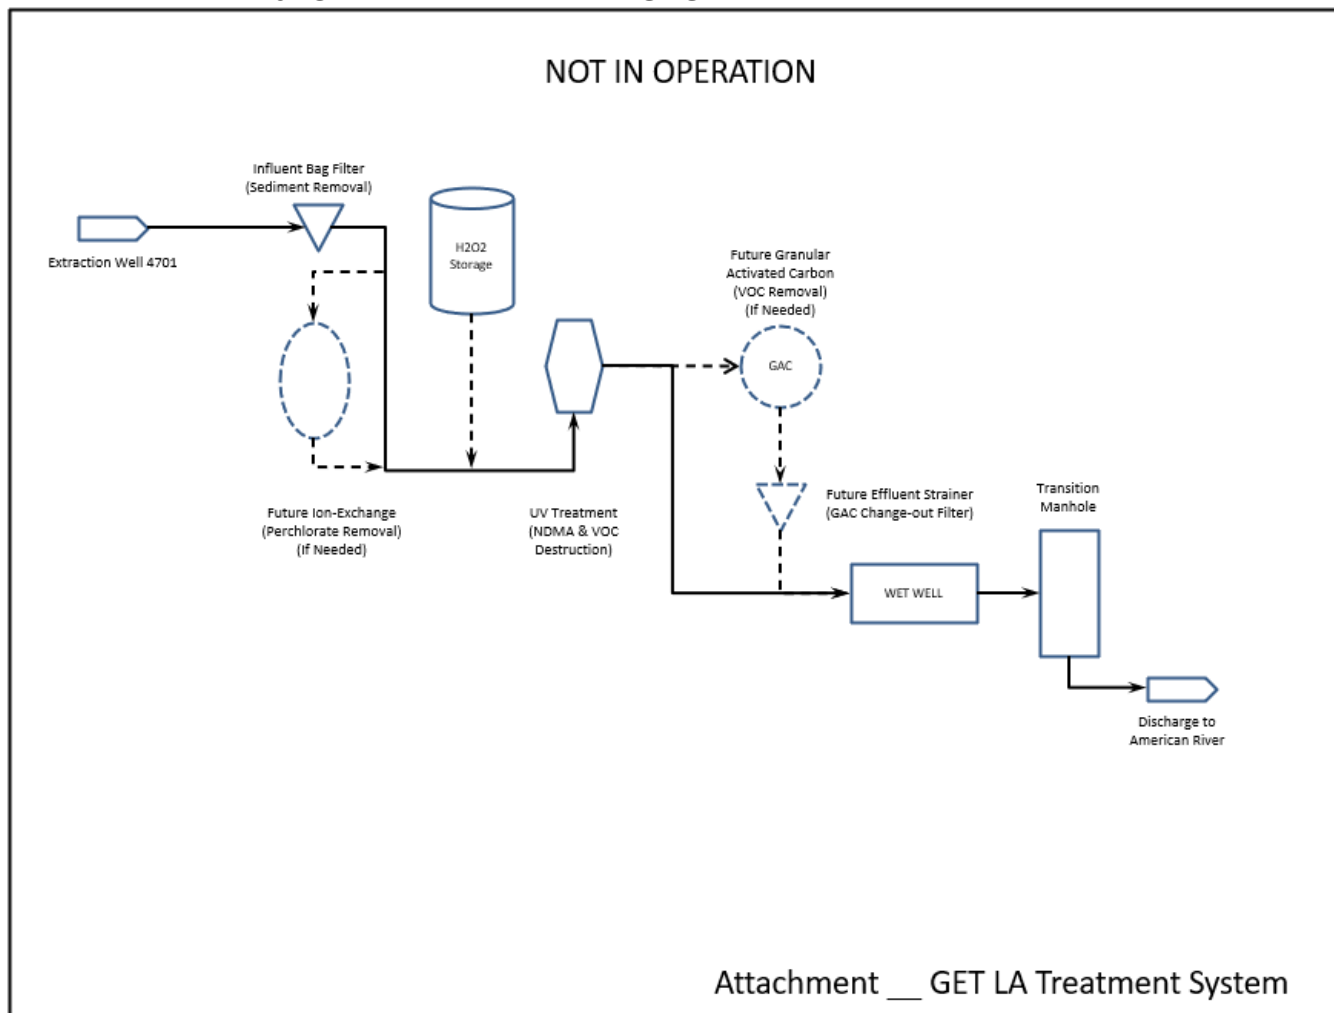 NOT IN OPERATION
Influent Bag Filter
(Sediment Removal)
Extraction Well 4701
H2O2
Storage
Future Granular
Activated Carbon
(VOC Removal)
(If Needed)
GAC
Future Ion-Exchange
(Perchlorate Removal)
(If Needed)
UV Treatment
(NDMA & VOC
Destruction)
Future Effluent Strainer
(GAC Change-out Filter)
Transition
Manhole
WET WELL
Discharge to
American River
Attachment __ GET LA Treatment System